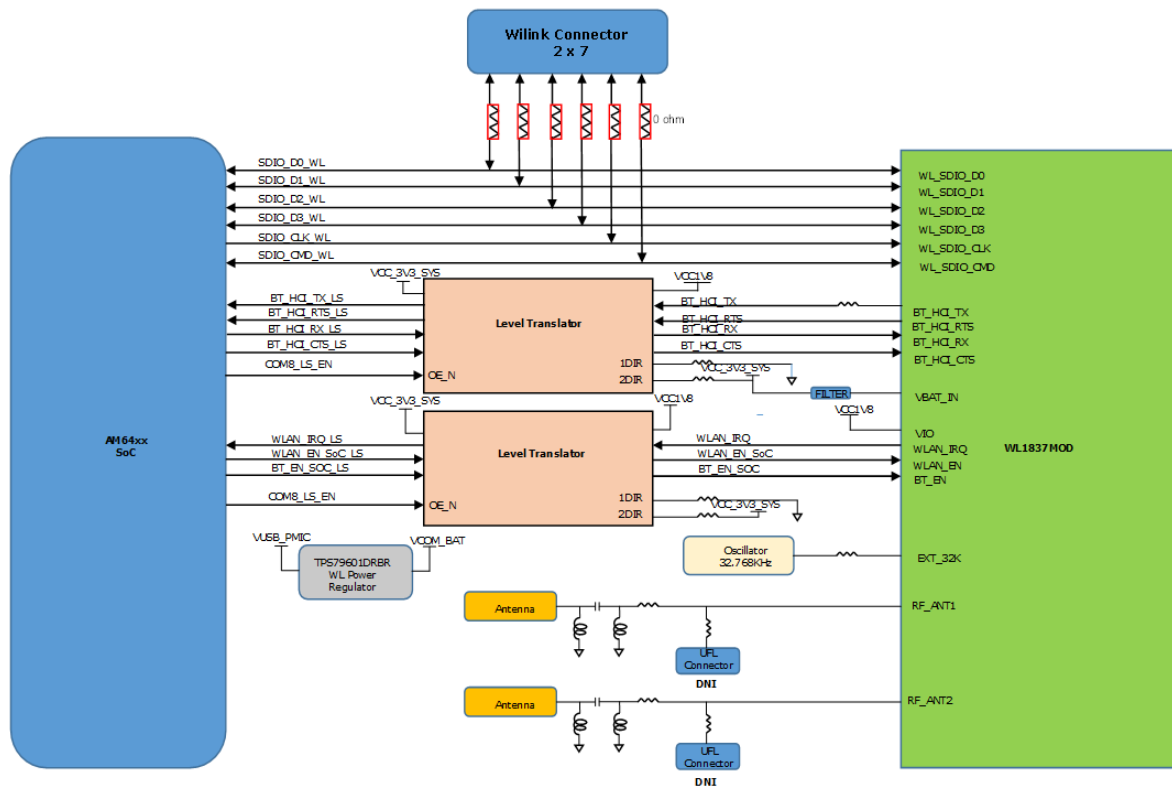 Wilink Connector
2 x 7
0 ohm
SDIO_D0_WL
SDIO_D1_WL
SDIO_D2_WL
SDIO_D3_WL
SDIO_CLK_WL
SDIO_CMD_WL
WL_SDIO_D0
WL_SDIO_D1
WL_SDIO_D2
WL_SDIO_D3
WL_SDIO_CLK
WL_SDIO_CMD
VCC_3V3_SYS
VCC1V8
BT_HCI_TX_LS
BT_HCI_RTS_LS
BT_HCI_RX_LS
BT_HCI_CTS_LS
COM8_LS_EN
Level Translator
OE_N
1DIR
2DIR
BT_HCI_TX
BT_HCI_RTS
BT_HCI_RX
BT_HCI_CTS
BT_HCI_TX
BT_HCI_RTS
BT_HCI_RX
BT_HCI_CTS
VCC_3V3_SYS
FILTER
VBAT_IN
VCC_3V3_SYS
VCC1V8
VCC1V8
VIO
AM64xx
SoC
WLAN_IRQ_LS
WLAN_EN_SoC_LS
BT_EN_SOC_LS
COM8_LS_EN
Level Translator
OE_N
1DIR
2DIR
WLAN_IRQ
WLAN_EN_SoC
BT_EN_SOC
VCC_3V3_SYS
WLAN_IRQ
WLAN_EN
BT_EN
WL1837MOD
VUSB_PMIC
VCOM_BAT
TPS79601DRBR
WL Power
Regulator
Oscillator
32.768KHz
EXT_32K
Antenna
RF_ANT1
UFL
Connector
DNI
Antenna
RF_ANT2
UFL
Connector
DNI